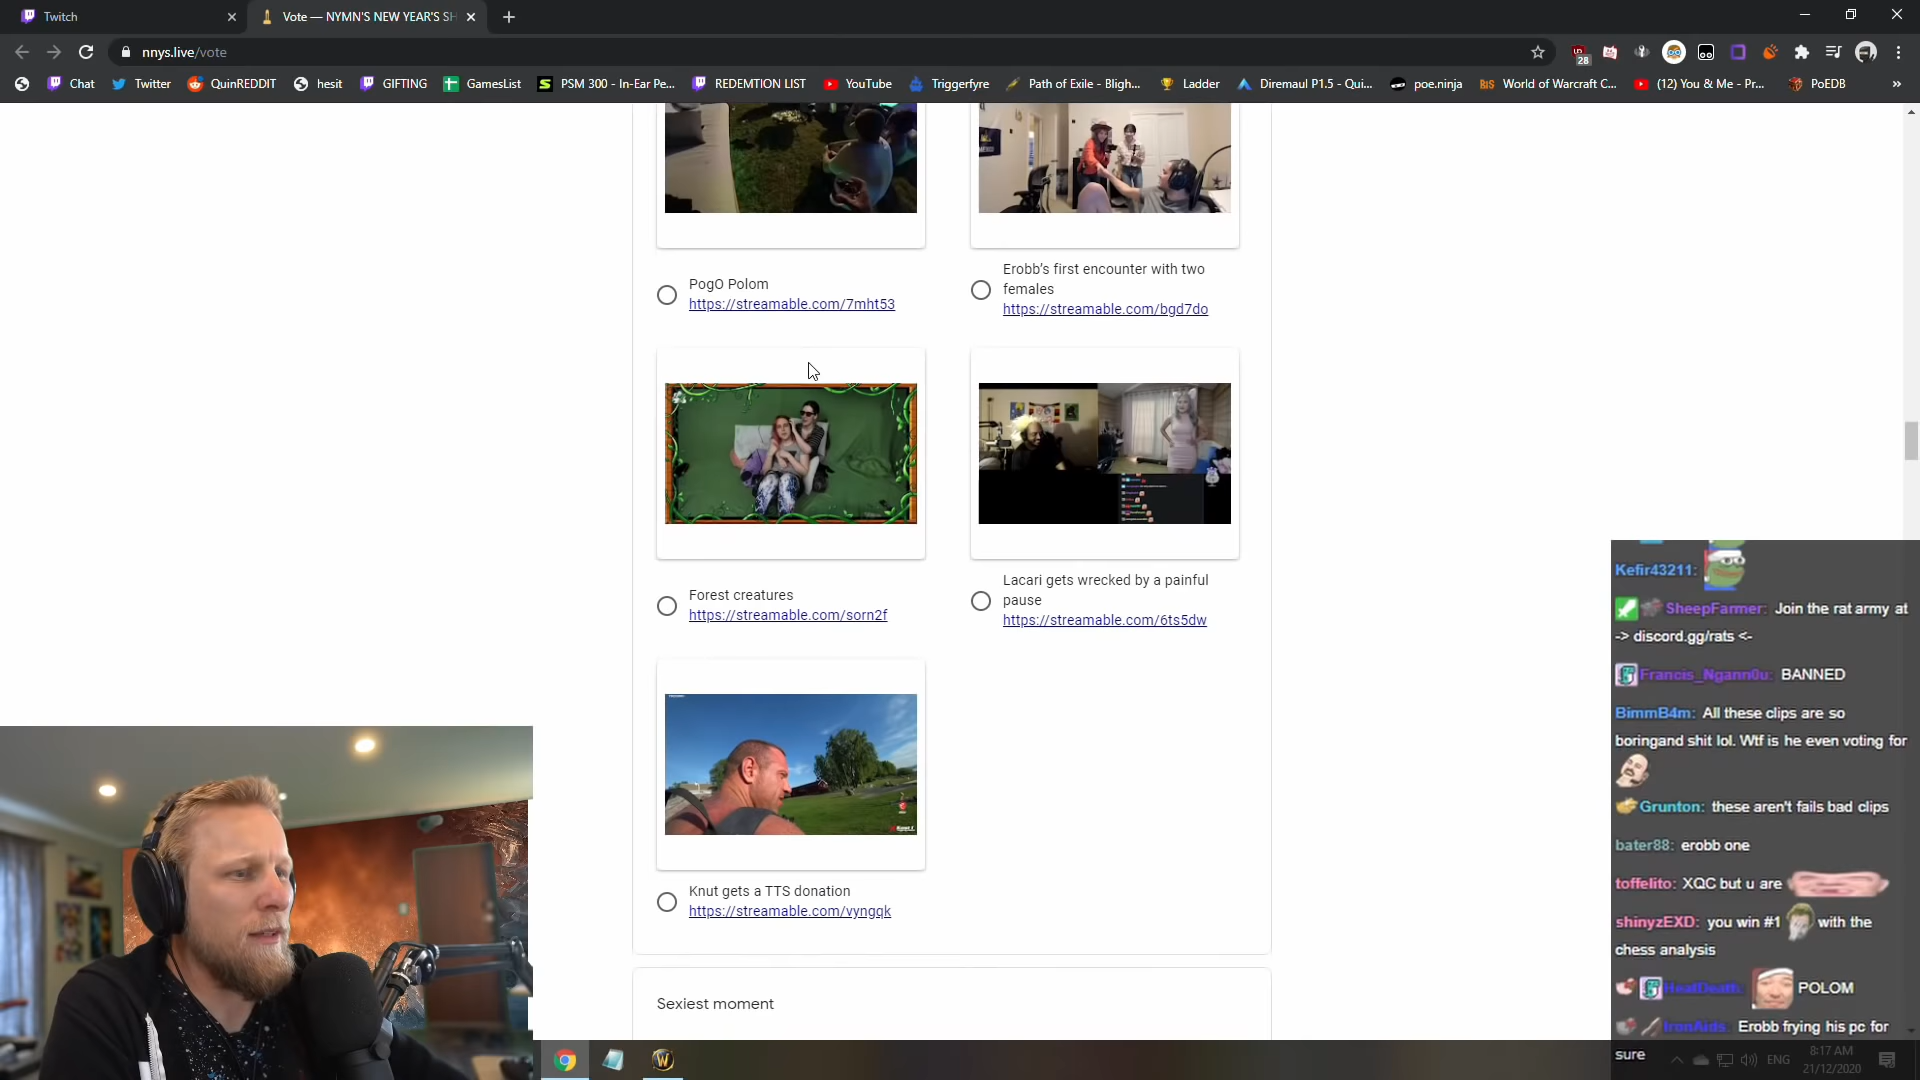 Twitch
Vote — NYMN'S NEW YEAR'S SH
nnys.live/vote
28
Chat
Twitter
QuinREDDIT
hesit
GIFTING
GamesList
PSM 300 - In-Ear Pe...
REDEMTION LIST
YouTube
Triggerfyre
Path of Exile - Bligh...
Ladder
Diremaul P1.5 - Qui...
poe.ninja
BiS
World of Warcraft C...
(12) You & Me - Pr...
PoEDB
»
PogO Polom
https://streamable.com/7mht53
Erobb's first encounter with two
females
https://streamable.com/bgd7do
Forest creatures
https://streamable.com/sorn2f
Lacari gets wrecked by a painful
pause
https://streamable.com/6ts5dw
Knut gets a TTS donation
https://streamable.com/vyngqk
Sexiest moment
Kefir43211:
SheepFarmer: Join the rat army at
-> discord.gg/rats <-
Francis_Ngann0u: BANNED
BimmB4m: All these clips are so
boringand shit lol. Wtf is he even voting for
Grunton: these aren't fails bad clips
bater88: erobb one
toffelito: XQC but u are
shinyzEXD: you win #1 with the
chess analysis
HealDeath: POLOM
IronAids: Erobb frying his pc for
sure
ENG
8:17 AM
21/12/2020